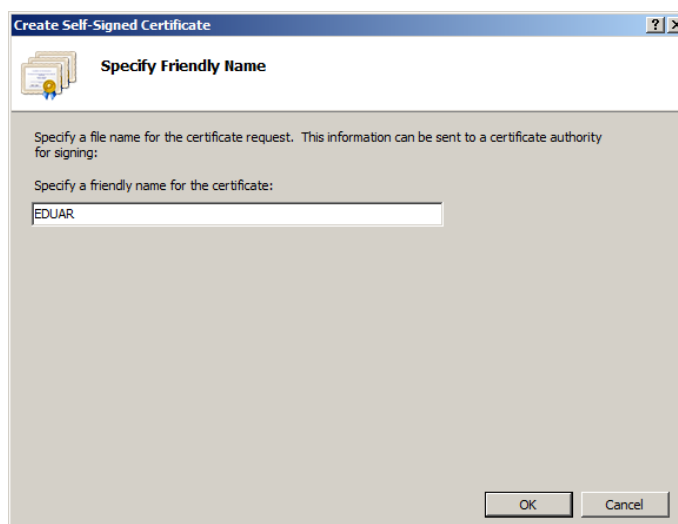 Create Self-Signed Certificate
Specify Friendly Name
Specify a file name for the certificate request. This information can be sent to a certificate authority
for signing:
Specify a friendly name for the certificate:
EDUAR
OK Cancel